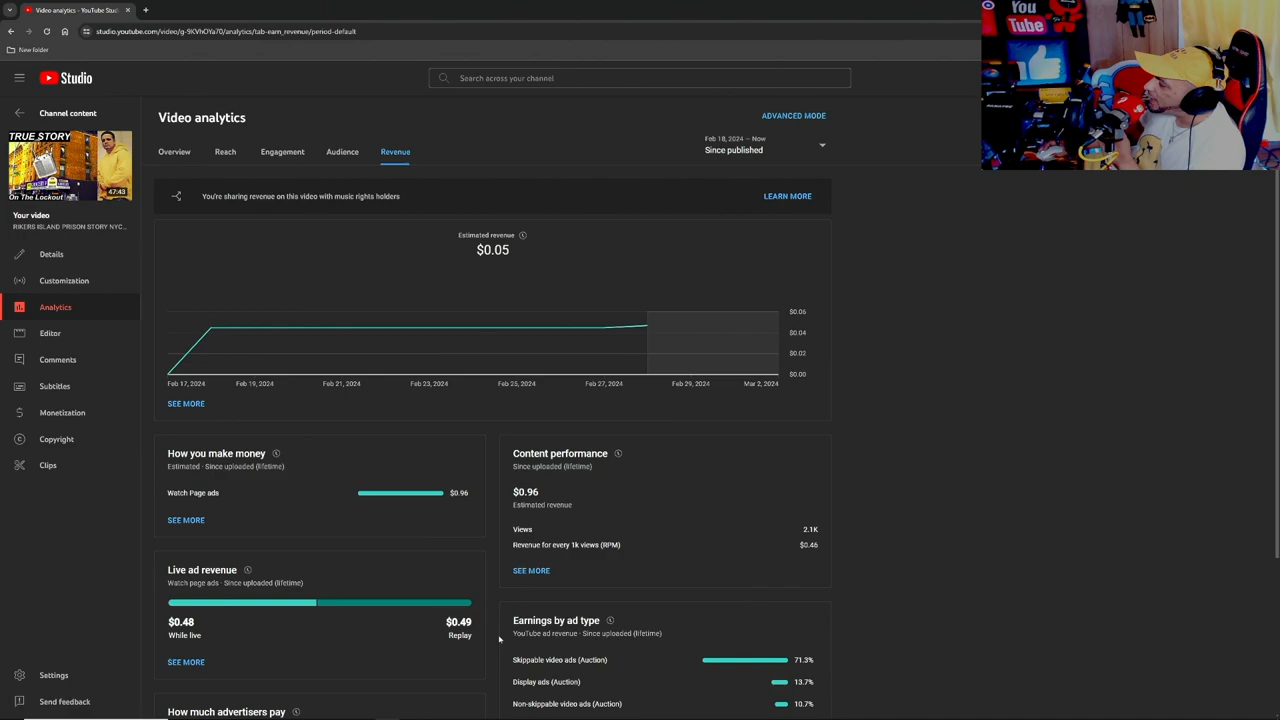 Video analytics - YouTube Stud
studio.youtube.com/video/g-9KVhOYa70/analytics/tab-earn_revenue/period-default
New folder
Studio
Search across your channel
You
Tube
Channel content
TRUE STORY
On The Lockout
47:43
Your video
RIKERS ISLAND PRISON STORY NYC...
Details
Customization
Analytics
Editor
Comments
Subtitles
Monetization
Copyright
Clips
Settings
Send feedback
Video analytics
ADVANCED MODE
Overview
Reach
Engagement
Audience
Revenue
Feb 18, 2024 – Now
Since published
You're sharing revenue on this video with music rights holders
LEARN MORE
Estimated revenue
$0.05
$0.06
$0.04
$0.02
$0.00
Feb 17, 2024
Feb 19, 2024
Feb 21, 2024
Feb 23, 2024
Feb 25, 2024
Feb 27, 2024
Feb 29, 2024
Mar 2, 2024
SEE MORE
How you make money
Estimated · Since uploaded (lifetime)
Watch Page ads
$0.96
SEE MORE
Content performance
Since uploaded (lifetime)
$0.96
Estimated revenue
Views
2.1K
Revenue for every 1k views (RPM)
$0.46
SEE MORE
Live ad revenue
Watch page ads · Since uploaded (lifetime)
$0.48
$0.49
While live
Replay
SEE MORE
Earnings by ad type
YouTube ad revenue · Since uploaded (lifetime)
Skippable video ads (Auction)
71.3%
Display ads (Auction)
13.7%
Non-skippable video ads (Auction)
10.7%
How much advertisers pay